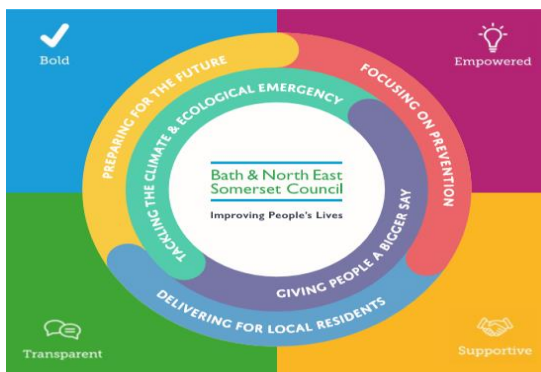 Bold
Empowered
PREPARING FOR THE FUTURE
FOCUSING ON PREVENTION
TACKLING THE CLIMATE & ECOLOGICAL EMERGENCY
Bath & North East
Somerset Council
Improving People's Lives
GIVING PEOPLE A BIGGER SAY
DELIVERING FOR LOCAL RESIDENTS
Transparent
Supportive